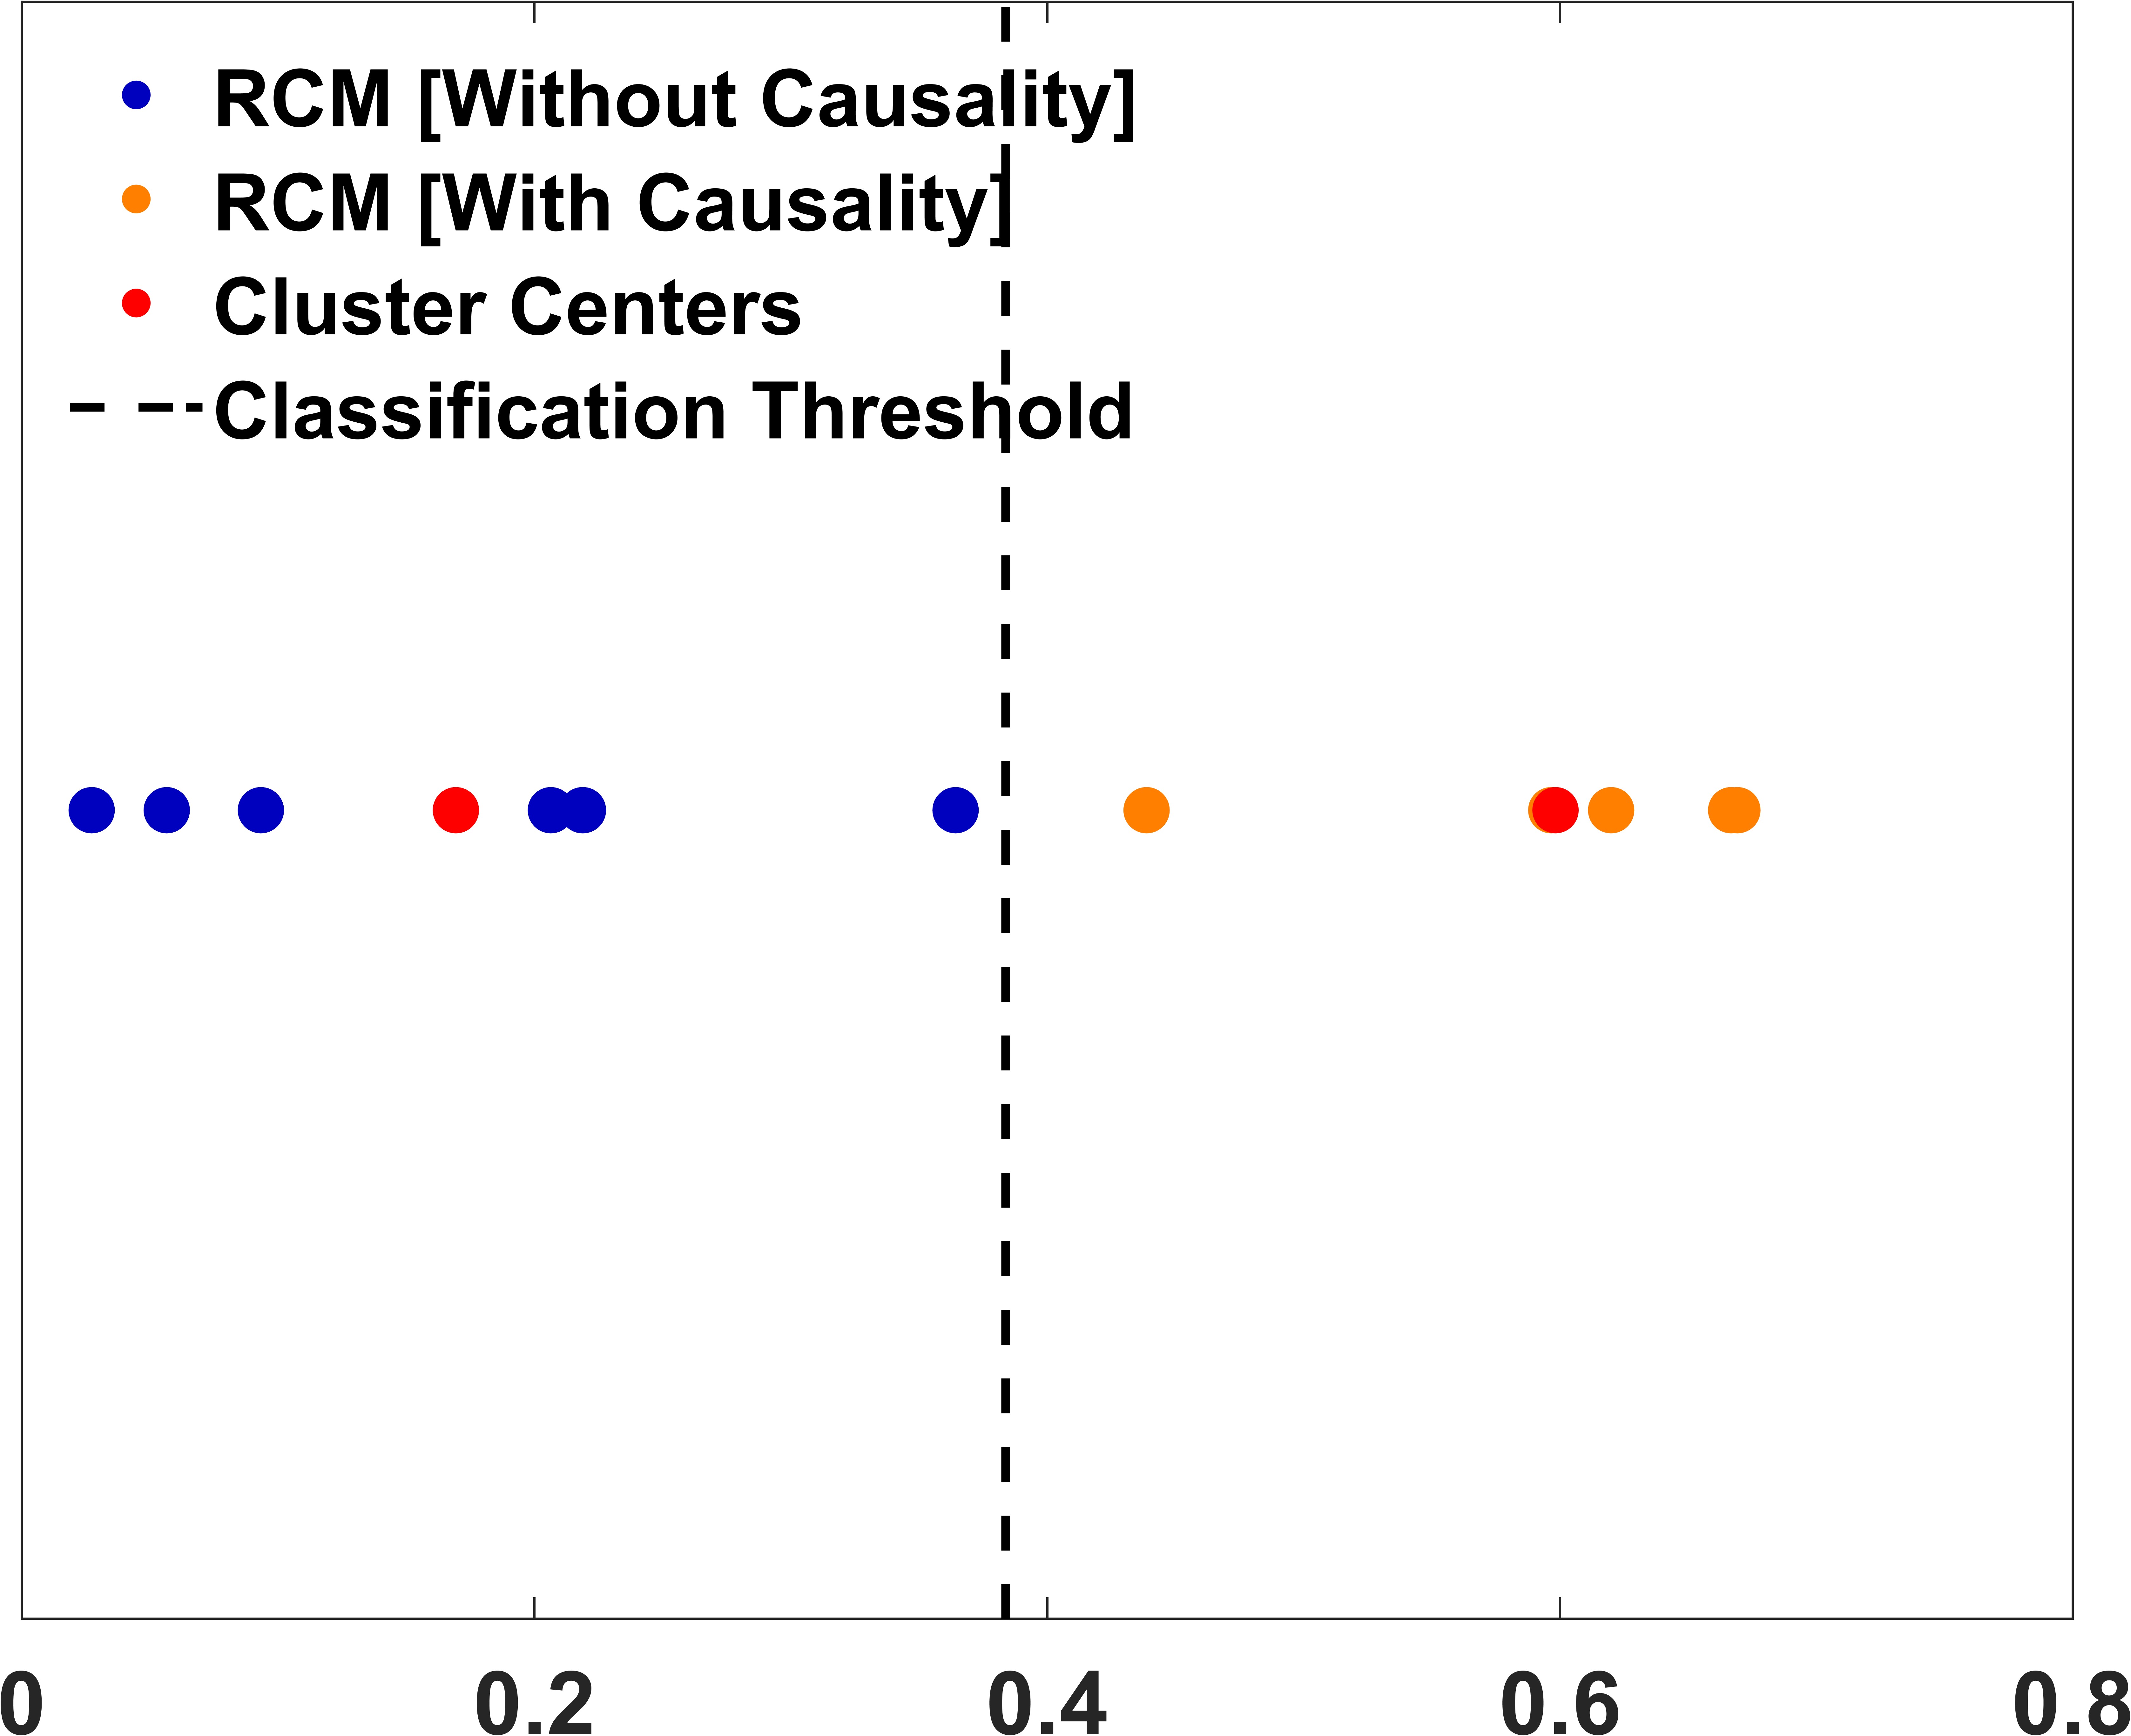 RCM [Without Causality]
RCM [With Causality]
Cluster Centers
Classification Threshold
0 0.2 0.4 0.6 0.8